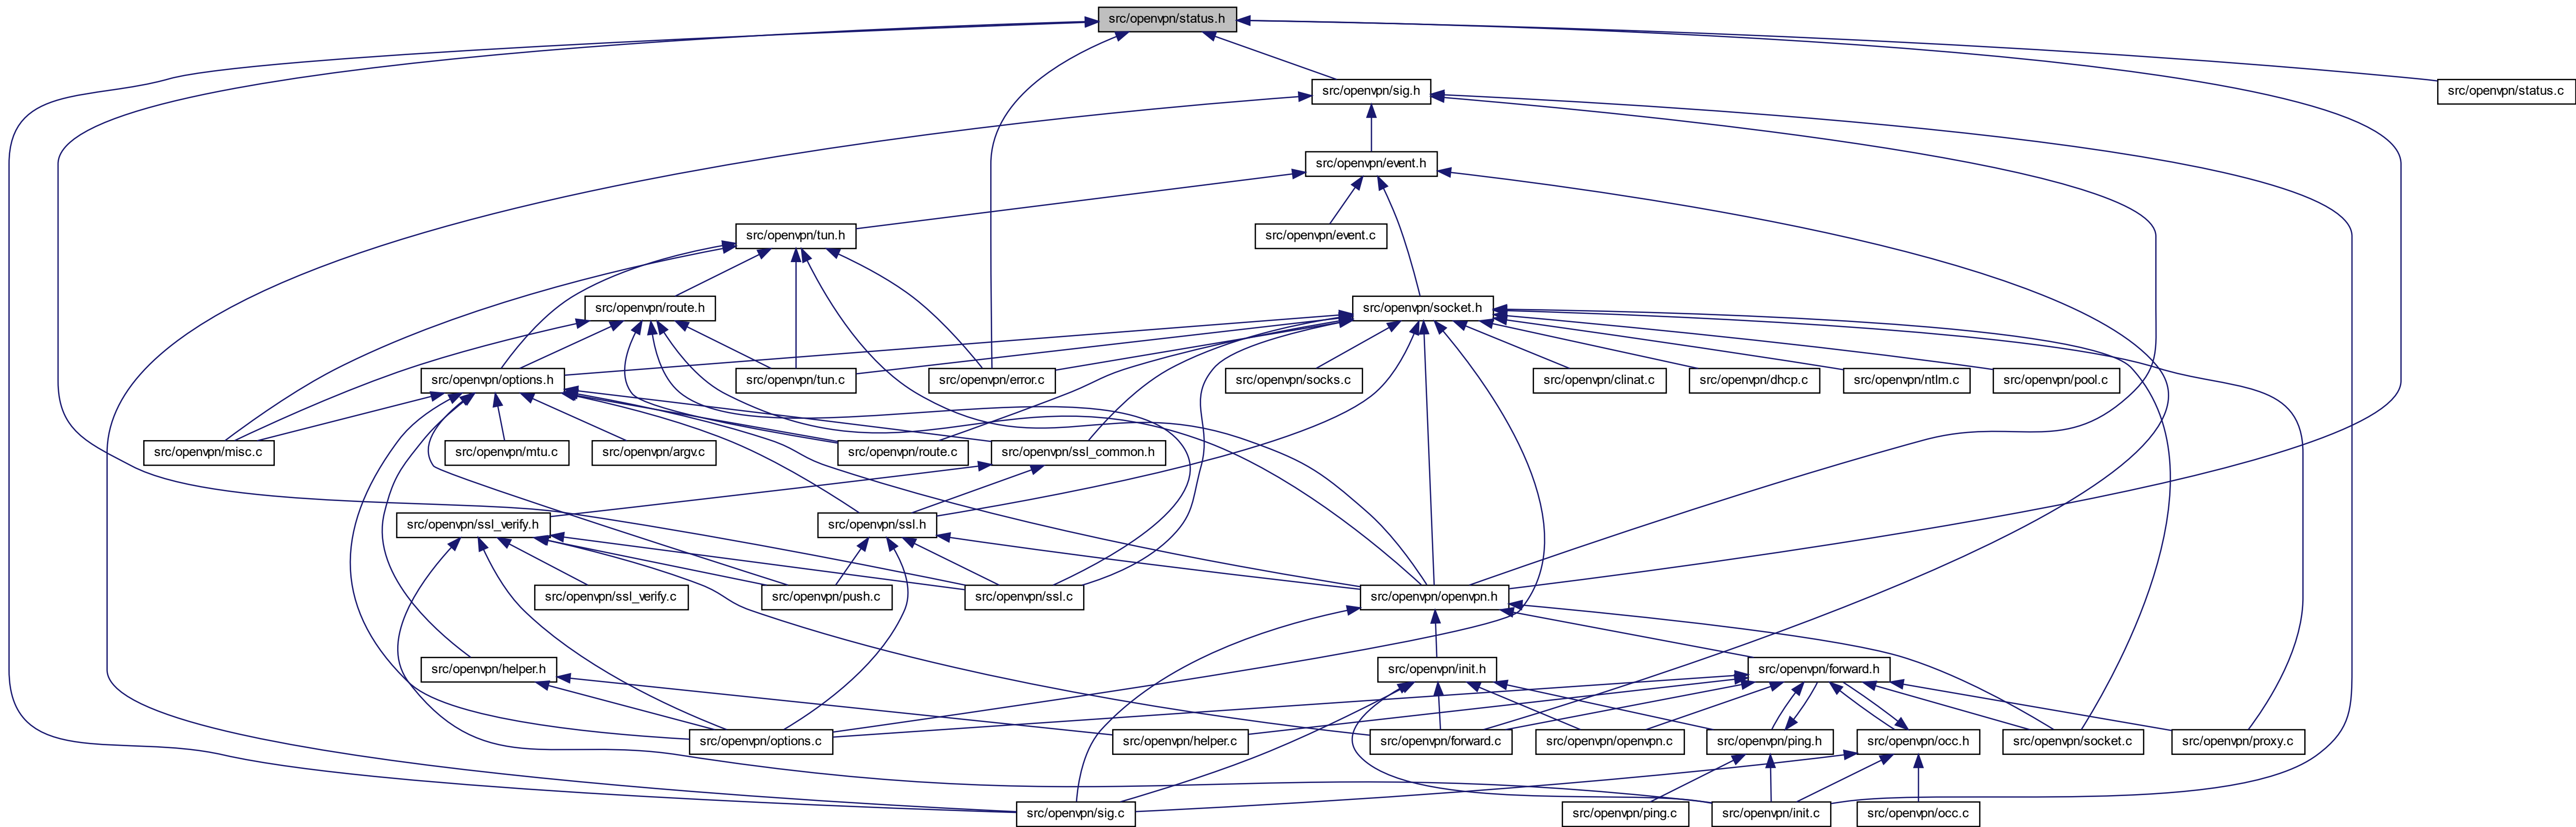 src/openvpn/status.h
src/openvpn/sig.h
src/openvpn/status.c
src/openvpn/event.h
src/openvpn/tun.h
src/openvpn/event.c
src/openvpn/route.h
src/openvpn/socket.h
src/openvpn/options.h
src/openvpn/tun.c
src/openvpn/error.c
src/openvpn/socks.c
src/openvpn/clinat.c
src/openvpn/dhcp.c
src/openvpn/ntlm.c
src/openvpn/pool.c
src/openvpn/misc.c
src/openvpn/mtu.c
src/openvpn/argv.c
src/openvpn/route.c
src/openvpn/ssl_common.h
src/openvpn/ssl_verify.h
src/openvpn/ssl.h
src/openvpn/ssl_verify.c
src/openvpn/push.c
src/openvpn/ssl.c
src/openvpn/openvpn.h
src/openvpn/helper.h
src/openvpn/init.h
src/openvpn/forward.h
src/openvpn/options.c
src/openvpn/helper.c
src/openvpn/forward.c
src/openvpn/openvpn.c
src/openvpn/ping.h
src/openvpn/occ.h
src/openvpn/socket.c
src/openvpn/proxy.c
src/openvpn/sig.c
src/openvpn/ping.c
src/openvpn/init.c
src/openvpn/occ.c